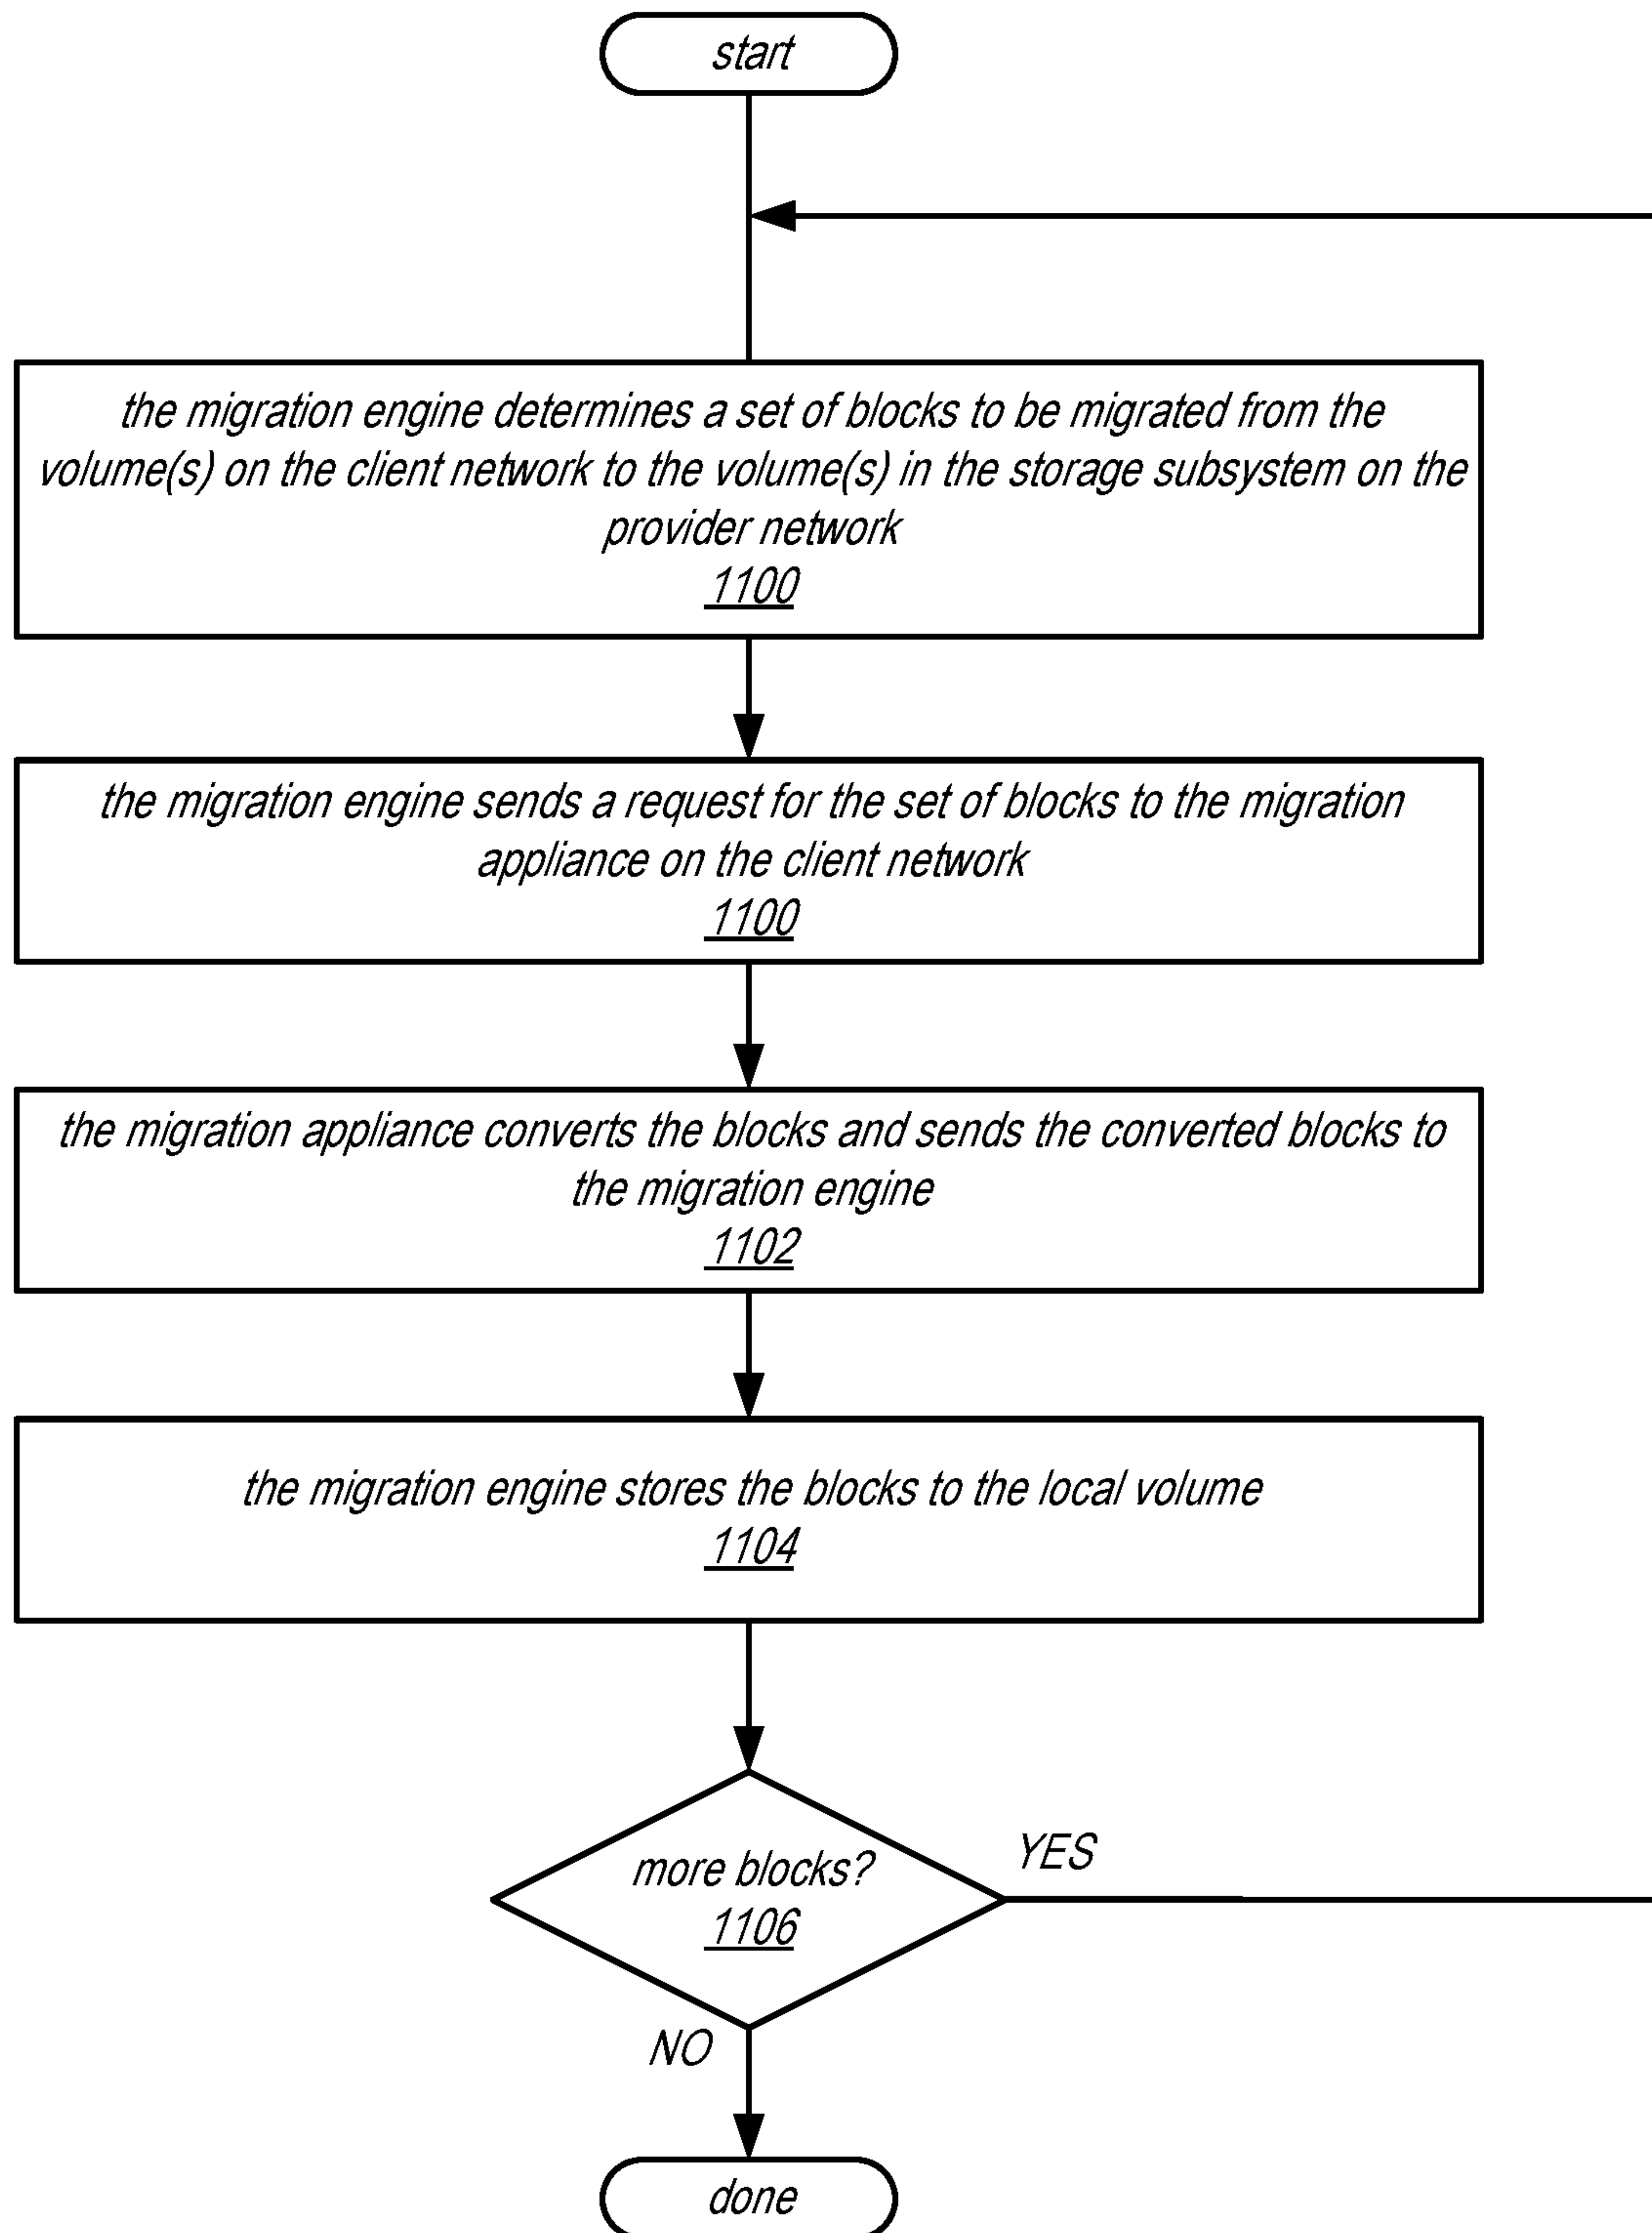 start
the migration engine determines a set of blocks to be migrated from the
volume(s) on the client network to the volume(s) in the storage subsystem on the
provider network
1100
the migration engine sends a request for the set of blocks to the migration
appliance on the client network
1100
the migration appliance converts the blocks and sends the converted blocks to
the migration engine
1102
the migration engine stores the blocks to the local volume
1104
more blocks?
1106
YES
NO
done